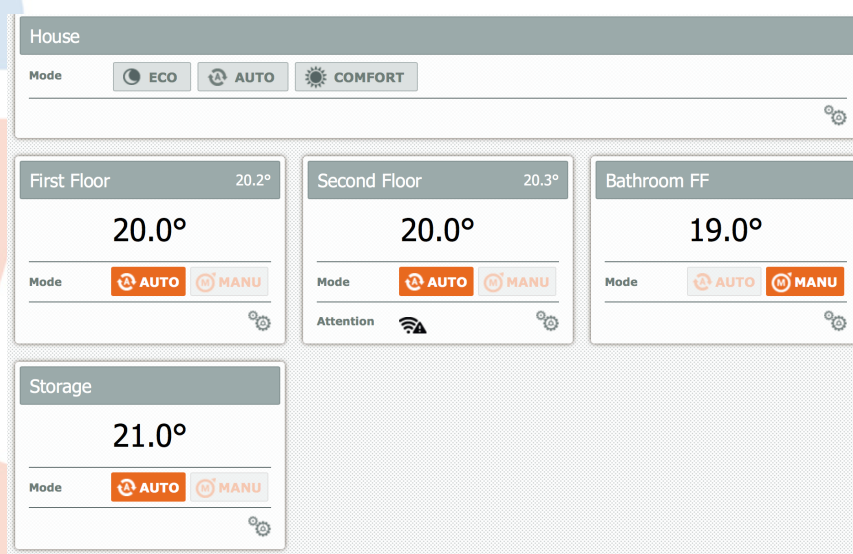 House
Mode ECO AUTO COMFORT
First Floor 20.2°
20.0°
Mode AUTO MANU
Second Floor 20.3°
20.0°
Mode AUTO MANU
Attention
Bathroom FF
19.0°
Mode AUTO MANU
Storage
21.0°
Mode AUTO MANU